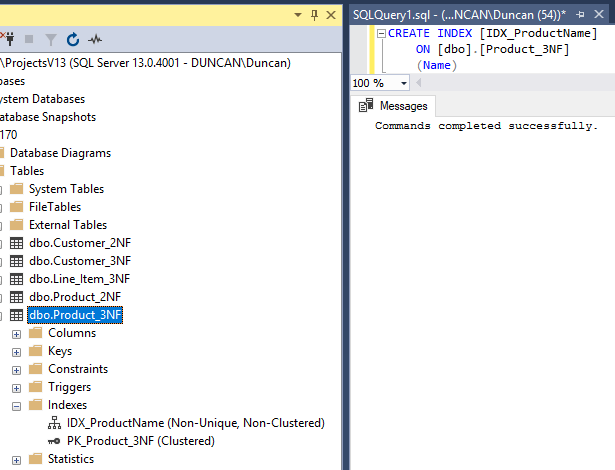 SQLQuery1.sql - (...NCAN\Duncan (54))*
\ProjectsV13 (SQL Server 13.0.4001 - DUNCAN\Duncan)
bases
ystem Databases
atabase Snapshots
170
Database Diagrams
Tables
System Tables
FileTables
External Tables
dbo.Customer_2NF
dbo.Customer_3NF
dbo.Line_Item_3NF
dbo.Product_2NF
dbo.Product_3NF
Columns
Keys
Constraints
Triggers
Indexes
IDX_ProductName (Non-Unique, Non-Clustered)
PK_Product_3NF (Clustered)
Statistics
CREATE INDEX [IDX_ProductName]
ON [dbo].[Product_3NF]
(Name)
100 %
Messages
Commands completed successfully.